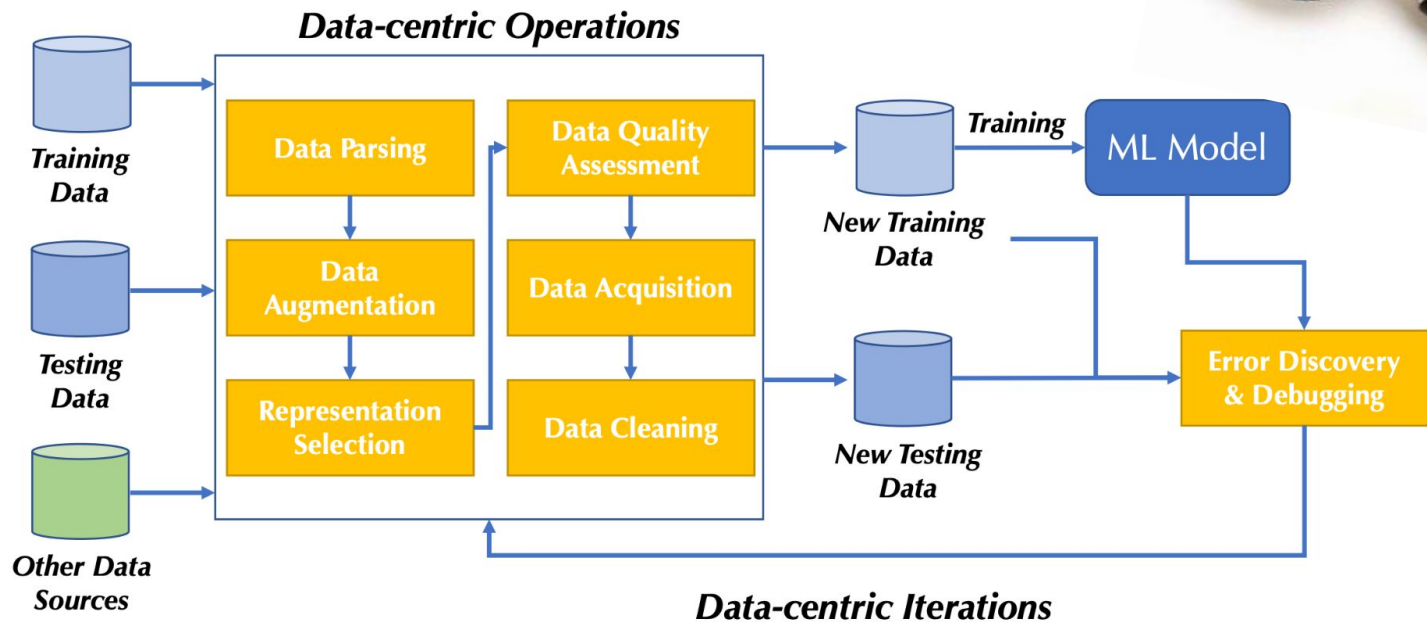 Data-centric Operations
Training
Data
Testing
Data
Other Data
Sources
Data Parsing
Data
Augmentation
Representation
Selection
Data Quality
Assessment
Data Acquisition
Data Cleaning
New Training
Data
New Testing
Data
Training
ML Model
Error Discovery
& Debugging
Data-centric Iterations